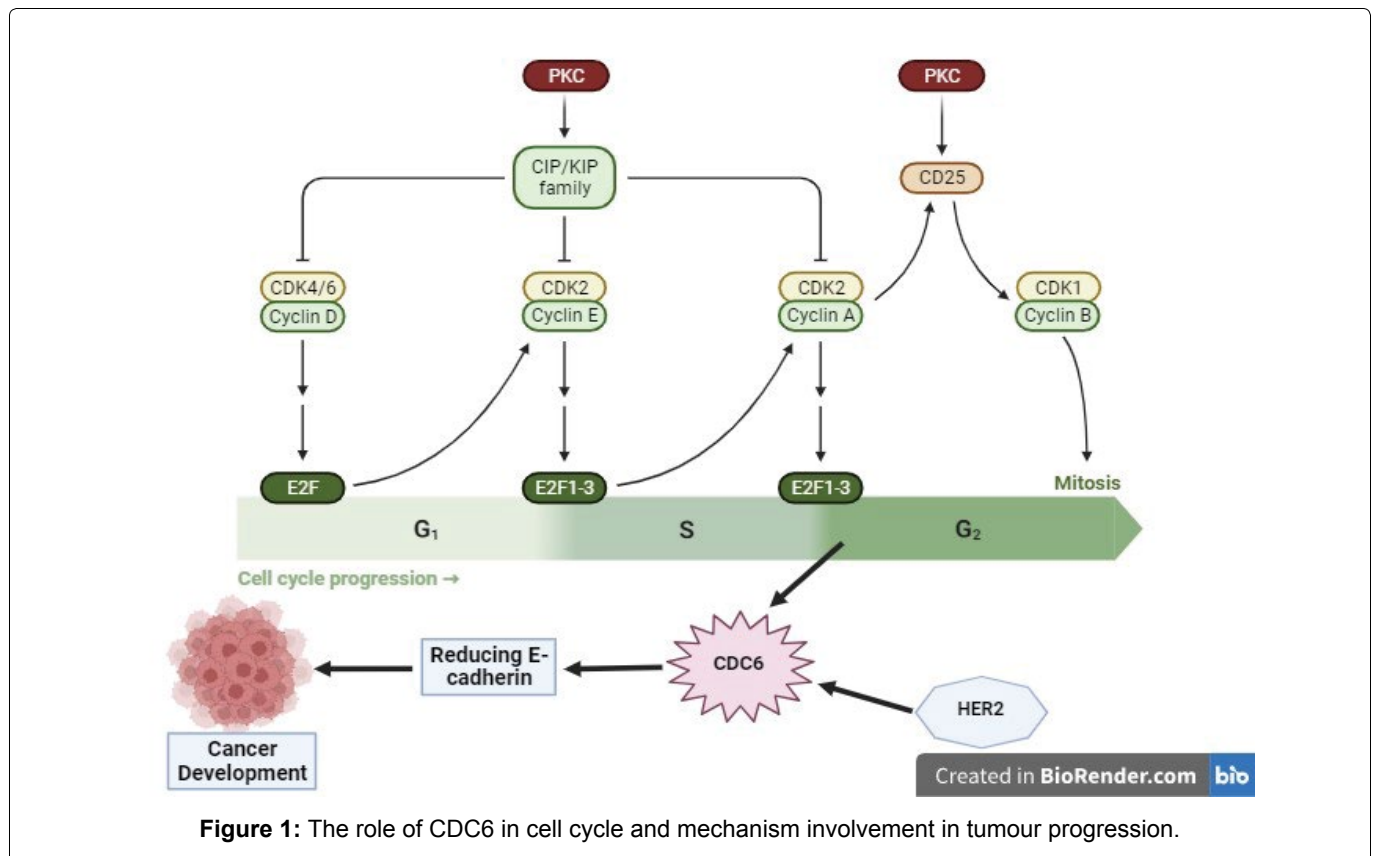 PKC
PKC
CIP/KIP
family
CD25
CDK4/6
Cyclin D
CDK2
Cyclin E
CDK2
Cyclin A
CDK1
Cyclin B
E2F
E2F1-3
E2F1-3
Mitosis
G₁
S
G₂
Cell cycle progression →
Reducing E-
cadherin
CDC6
HER2
Cancer
Development
Created in BioRender.com bio
Figure 1: The role of CDC6 in cell cycle and mechanism involvement in tumour progression.